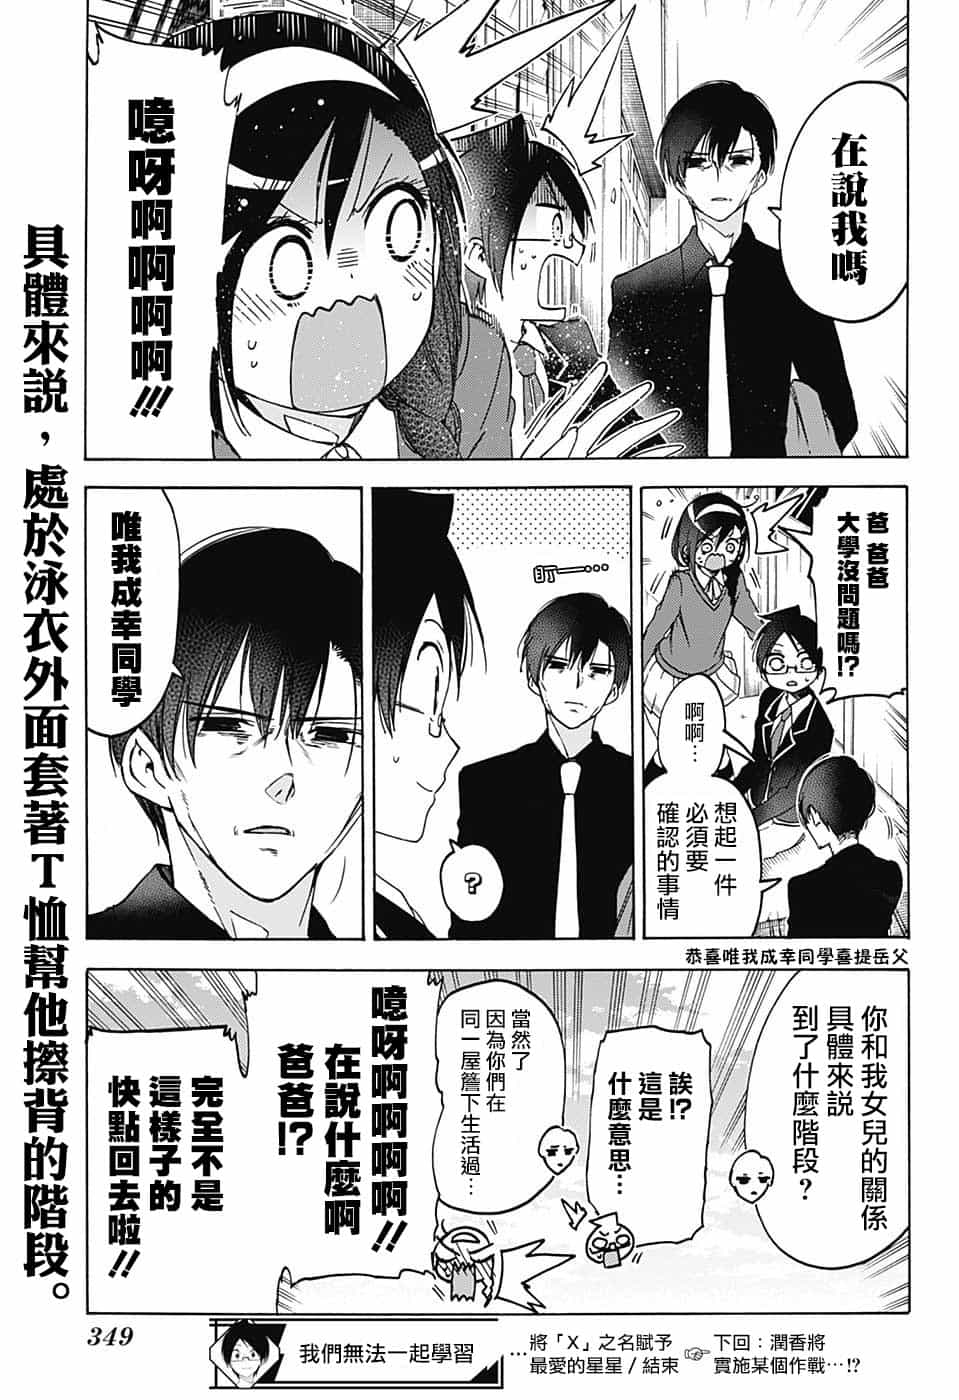 在說我嗎
噫呀啊啊啊啊啊!!!
爸 爸爸
大學沒問題嗎!?
啊啊…
想起一件
必須要
確認的事情
盯——…
?
唯我成幸同學
恭喜唯我成幸同學喜提岳父
你和我女兒的關係
具體來說
到了什麼階段?
誒!?
這是
什麼意思…
當然了
因為你們在
同一屋簷下生活過…
噫呀啊啊啊啊!!
在說什麼啊
爸爸!?
完全不是
這樣子的
快點回去啦!!
具體來說，處於泳衣外面套著T恤幫他擦背的階段。
349
我們無法一起學習
…將「X」之名賦予
最愛的星星/結束
☞下回：潤香將
實施某個作戰…!?